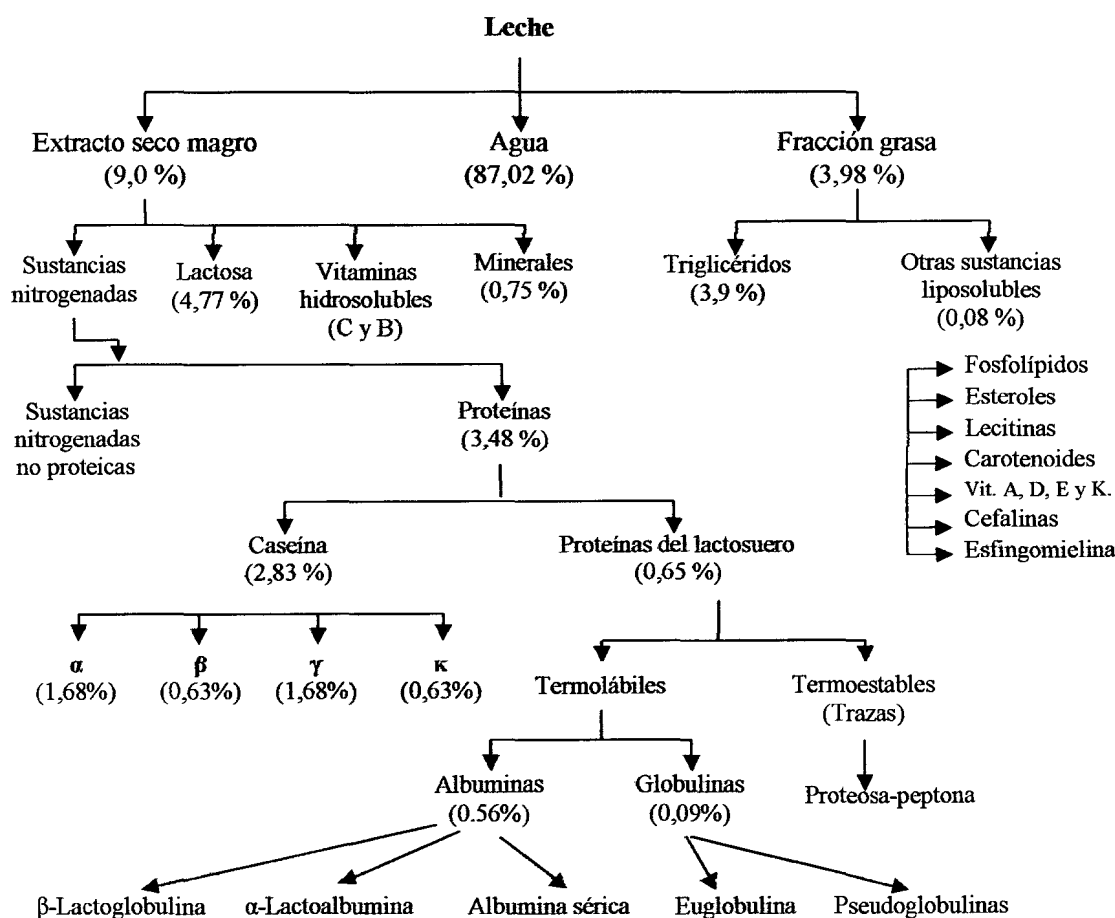 Leche
Extracto seco magro
(9,0 %)
Agua
(87,02 %)
Fracción grasa
(3,98 %)
Sustancias
nitrogenadas
Lactosa
(4,77 %)
Vitaminas
hidrosolubles
(C y B)
Minerales
(0,75 %)
Triglicéridos
(3,9 %)
Otras sustancias
liposolubles
(0,08 %)
Fosfolípidos
Esteroles
Lecitinas
Carotenoides
Vit. A, D, E y K.
Cefalinas
Esfingomielina
Sustancias
nitrogenadas
no proteicas
Proteínas
(3,48 %)
Caseína
(2,83 %)
Proteínas del lactosuero
(0,65 %)
α
(1,68%)
β
(0,63%)
γ
(1,68%)
κ
(0,63%)
Termolábiles
Termoestables
(Trazas)
Albuminas
(0.56%)
Globulinas
(0,09%)
Proteosa-peptona
β-Lactoglobulina
α-Lactoalbumina
Albumina sérica
Euglobulina
Pseudoglobulinas